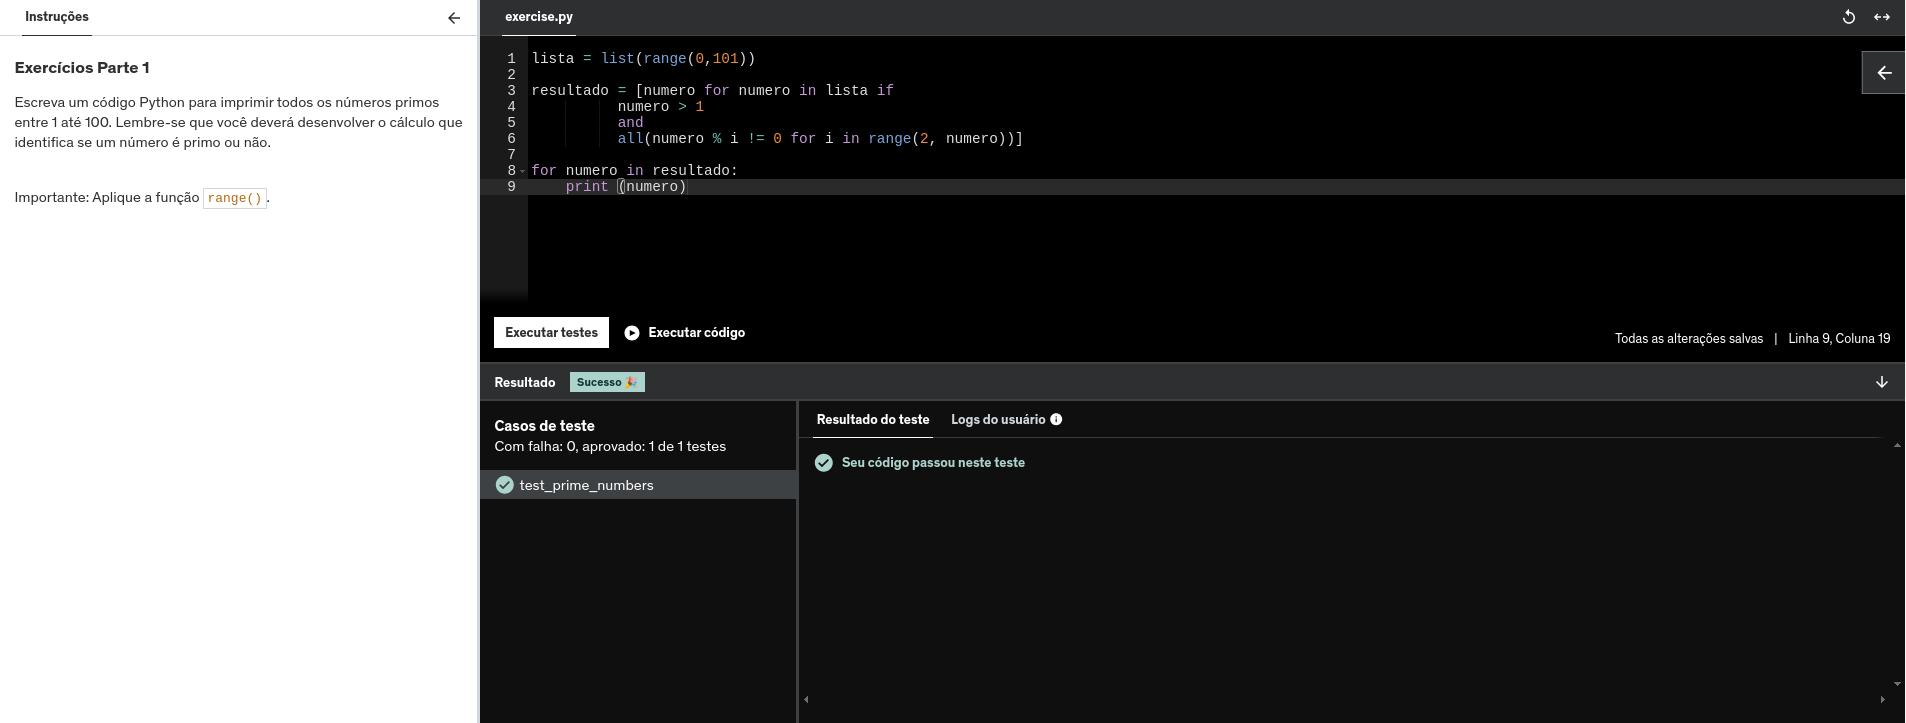 Instruções
Exercícios Parte 1
Escreva um código Python para imprimir todos os números primos
entre 1 até 100. Lembre-se que você deverá desenvolver o cálculo que
identifica se um número é primo ou não.
Importante: Aplique a função range().
exercise.py
1 lista = list(range(0,101))
2
3 resultado = [numero for numero in lista if
4 numero > 1
5 and
6 all(numero % i != 0 for i in range(2, numero))]
7
8 for numero in resultado:
9 print (numero)
Executar testes
Executar código
Todas as alterações salvas | Linha 9, Coluna 19
Resultado Sucesso 🎉
Casos de teste
Com falha: 0, aprovado: 1 de 1 testes
test_prime_numbers
Resultado do teste
Logs do usuário
Seu código passou neste teste